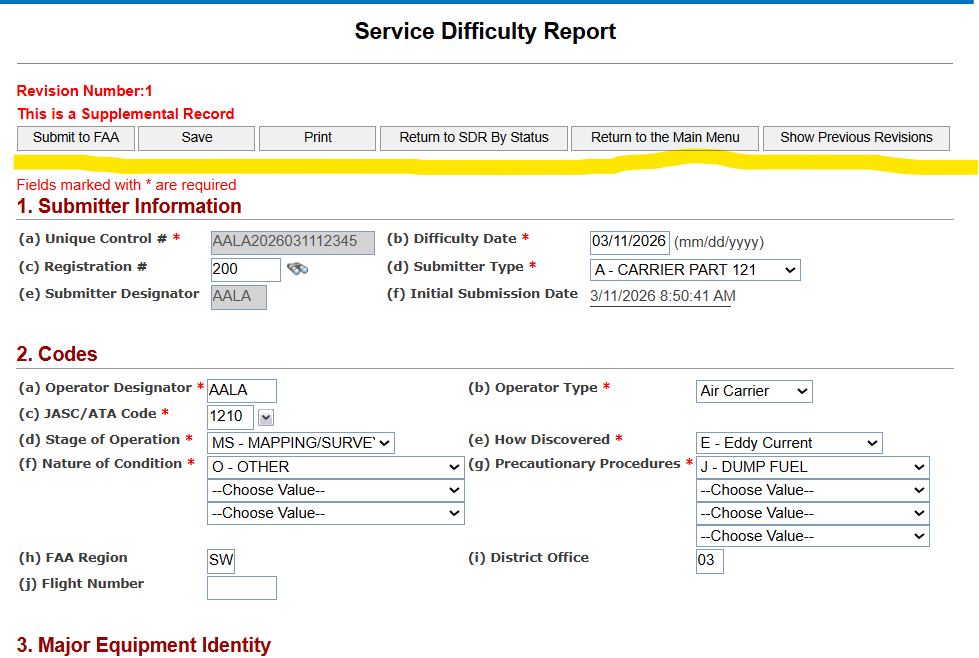 Service Difficulty Report
Revision Number:1
This is a Supplemental Record
Submit to FAA Save Print Return to SDR By Status Return to the Main Menu Show Previous Revisions
Fields marked with * are required
1. Submitter Information
(a) Unique Control # * AALA2026031112345 (b) Difficulty Date * 03/11/2026 (mm/dd/yyyy)
(c) Registration # 200 (d) Submitter Type * A - CARRIER PART 121
(e) Submitter Designator AALA (f) Initial Submission Date 3/11/2026 8:50:41 AM
2. Codes
(a) Operator Designator * AALA (b) Operator Type * Air Carrier
(c) JASC/ATA Code * 1210
(d) Stage of Operation * MS - MAPPING/SURVEY (e) How Discovered * E - Eddy Current
(f) Nature of Condition * O - OTHER (g) Precautionary Procedures * J - DUMP FUEL
--Choose Value-- --Choose Value--
--Choose Value-- --Choose Value--
--Choose Value--
(h) FAA Region SW (i) District Office 03
(j) Flight Number
3. Major Equipment Identity